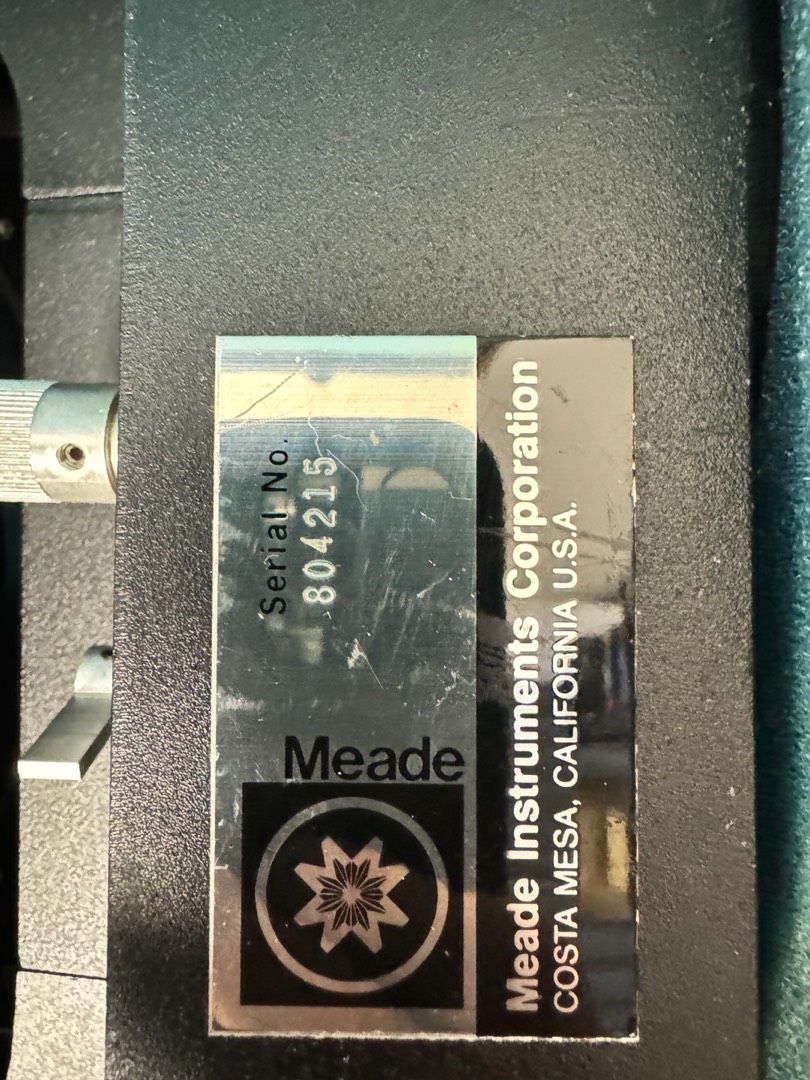 Meade
Serial No.
804215
Meade Instruments Corporation
COSTA MESA, CALIFORNIA U.S.A.